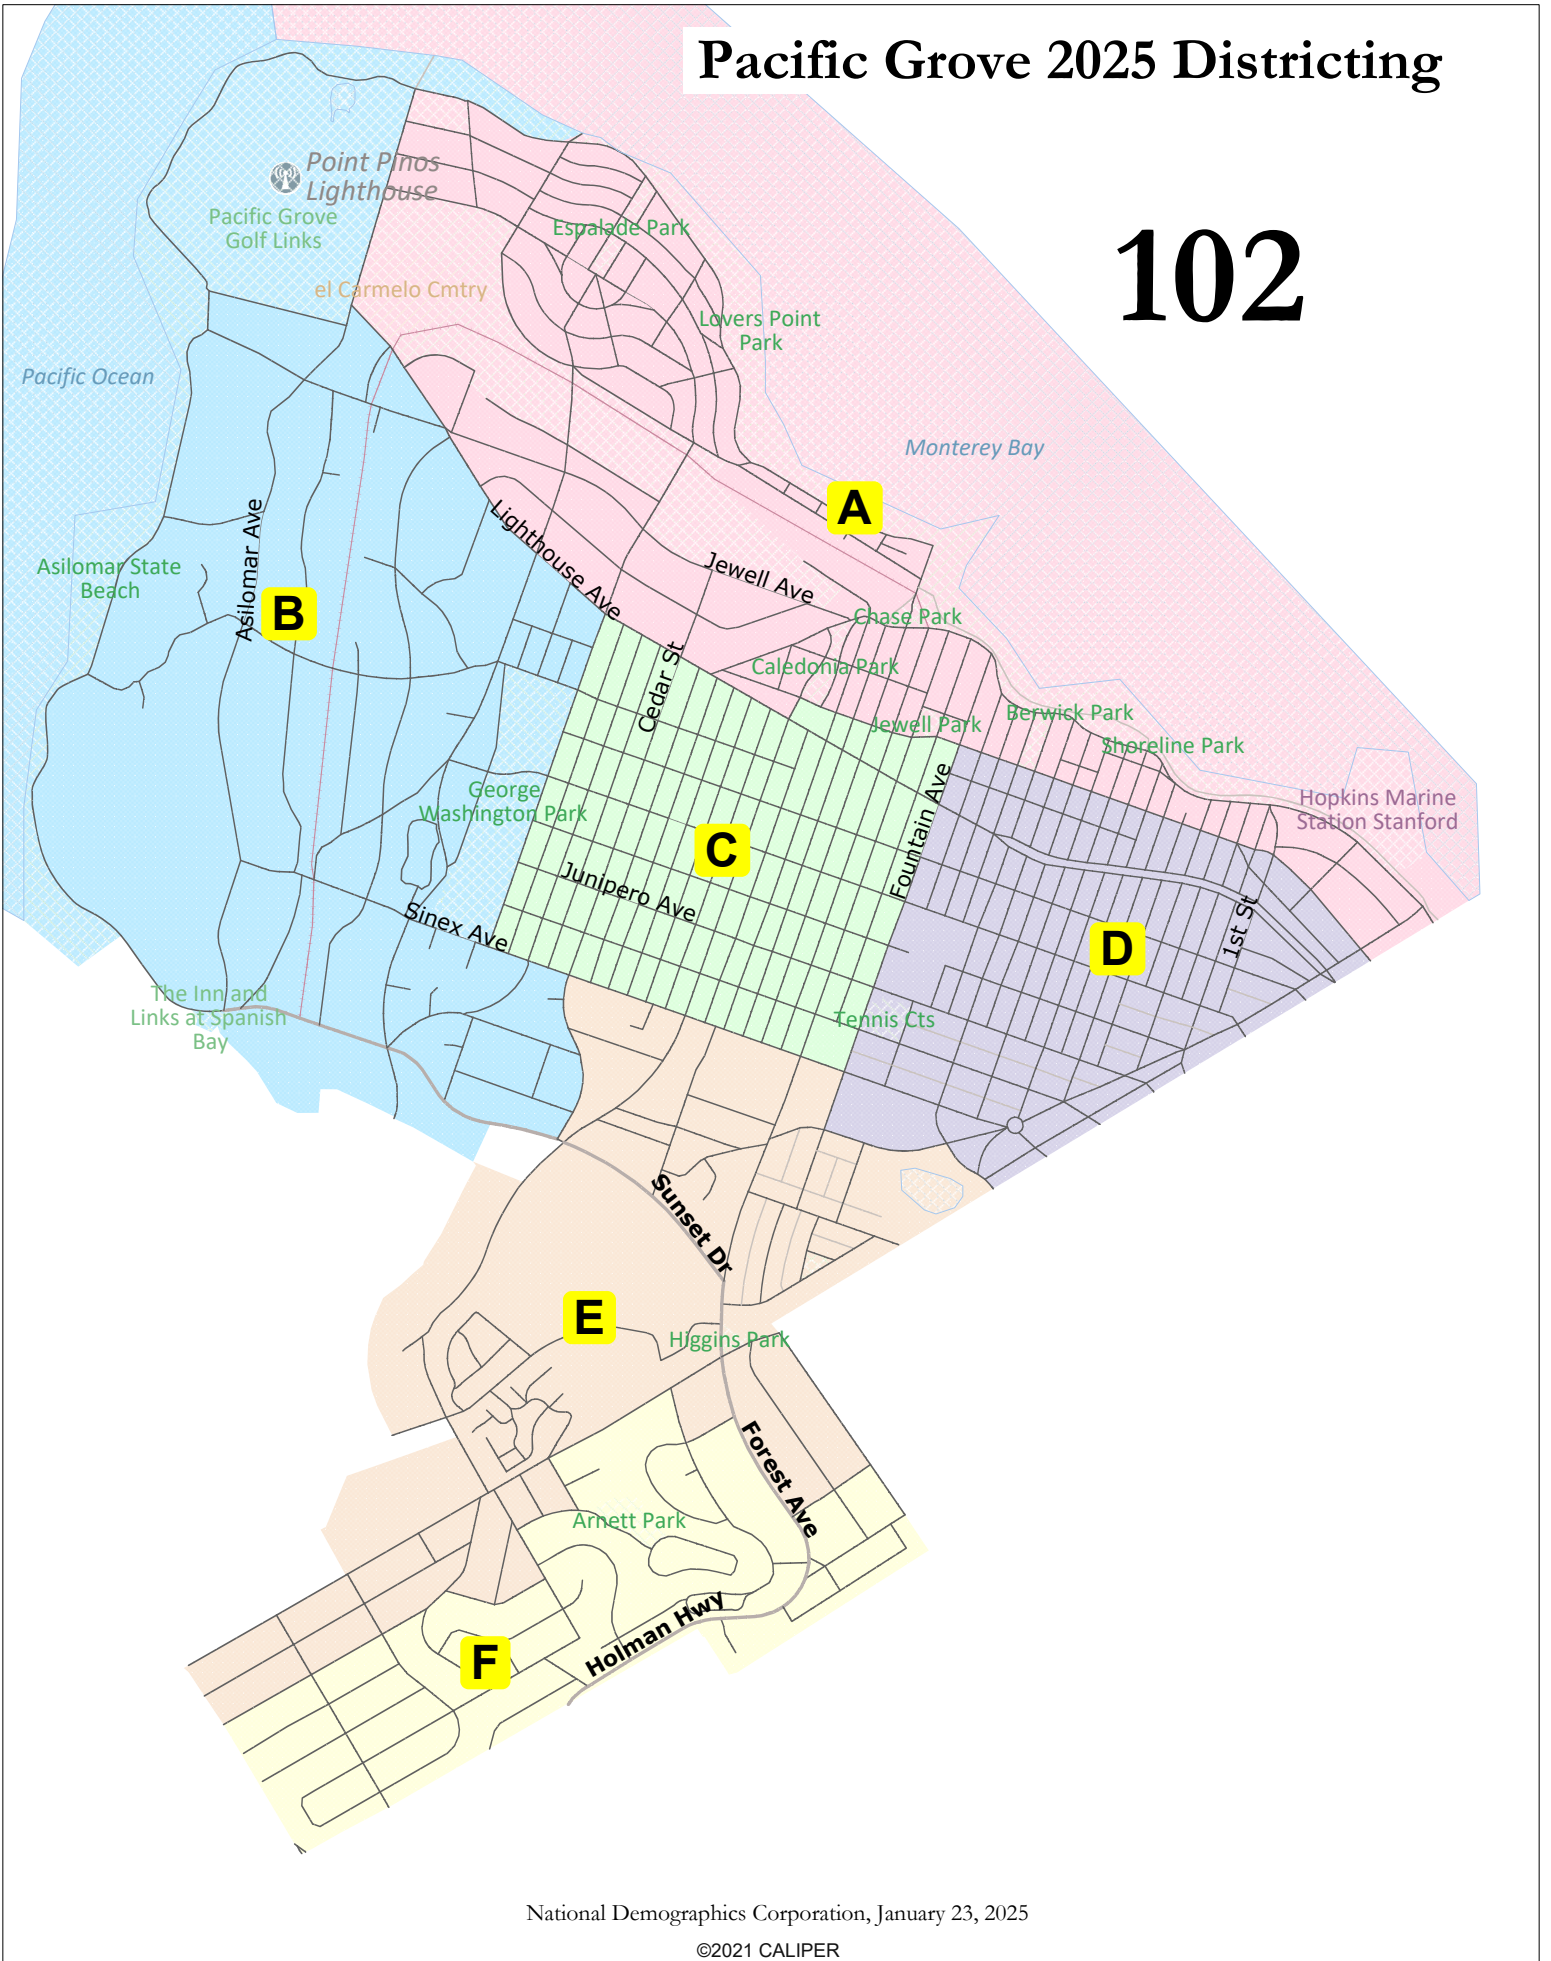 Pacific Grove 2025 Districting
102
Point Pinos
Lighthouse
Pacific Grove
Golf Links
Espalade Park
el Carmelo Cmtry
Lovers Point
Park
Pacific Ocean
Monterey Bay
A
Lighthouse Ave
Asilomar Ave
Jewell Ave
Asilomar State
Beach
B
Chase Park
Cedar St
Caledonia Park
Jewell Park
Berwick Park
Shoreline Park
George
Washington Park
Fountain Ave
Hopkins Marine
Station Stanford
C
Junipero Ave
Sinex Ave
1st St
D
The Inn and
Links at Spanish
Bay
Tennis Cts
Sunset Dr
E
Higgins Park
Forest Ave
Arnett Park
Holman Hwy
F
National Demographics Corporation, January 23, 2025
©2021 CALIPER